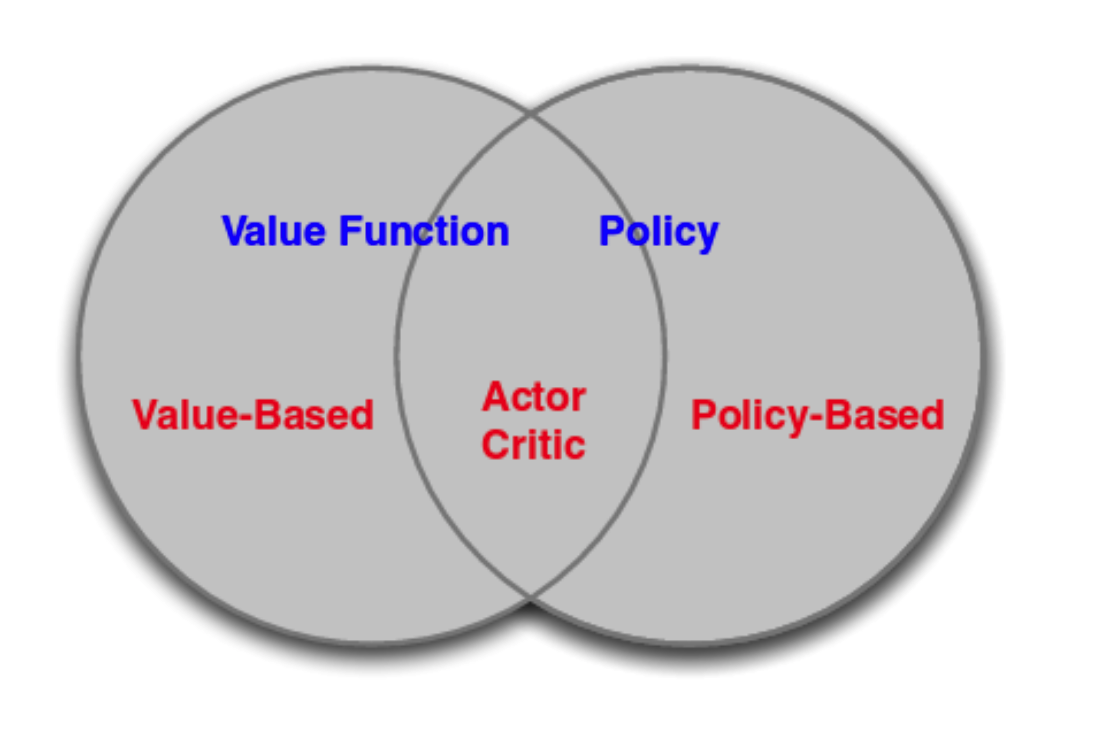 Value Function
Policy
Value-Based
Actor
Critic
Policy-Based